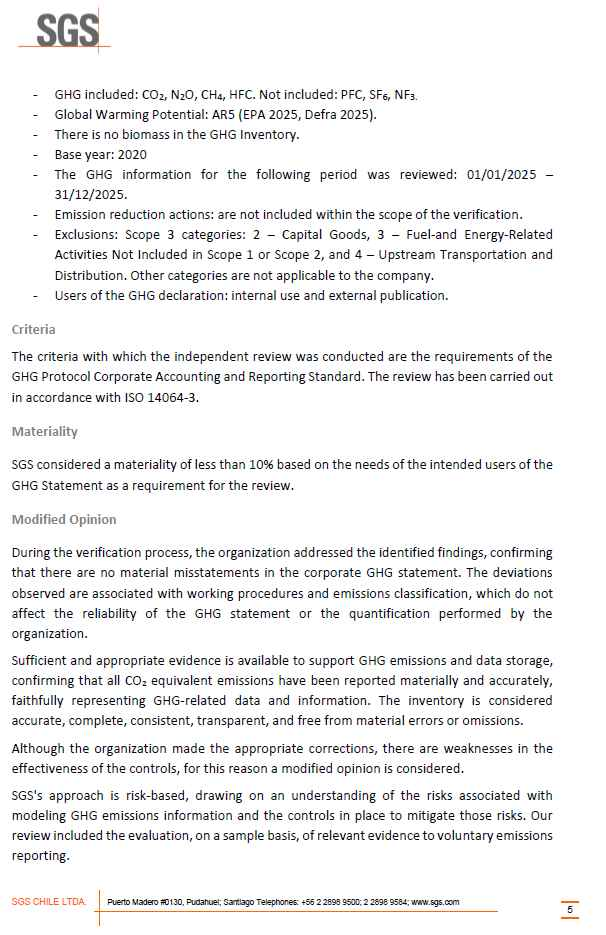 SGS
- GHG included: CO₂, N₂O, CH₄, HFC. Not included: PFC, SF₆, NF₃.
- Global Warming Potential: AR5 (EPA 2025, Defra 2025).
- There is no biomass in the GHG Inventory.
- Base year: 2020
- The GHG information for the following period was reviewed: 01/01/2025 –
31/12/2025.
- Emission reduction actions: are not included within the scope of the verification.
- Exclusions: Scope 3 categories: 2 – Capital Goods, 3 – Fuel-and Energy-Related
Activities Not Included in Scope 1 or Scope 2, and 4 – Upstream Transportation and
Distribution. Other categories are not applicable to the company.
- Users of the GHG declaration: internal use and external publication.
Criteria
The criteria with which the independent review was conducted are the requirements of the
GHG Protocol Corporate Accounting and Reporting Standard. The review has been carried out
in accordance with ISO 14064-3.
Materiality
SGS considered a materiality of less than 10% based on the needs of the intended users of the
GHG Statement as a requirement for the review.
Modified Opinion
During the verification process, the organization addressed the identified findings, confirming
that there are no material misstatements in the corporate GHG statement. The deviations
observed are associated with working procedures and emissions classification, which do not
affect the reliability of the GHG statement or the quantification performed by the
organization.
Sufficient and appropriate evidence is available to support GHG emissions and data storage,
confirming that all CO₂ equivalent emissions have been reported materially and accurately,
faithfully representing GHG-related data and information. The inventory is considered
accurate, complete, consistent, transparent, and free from material errors or omissions.
Although the organization made the appropriate corrections, there are weaknesses in the
effectiveness of the controls, for this reason a modified opinion is considered.
SGS's approach is risk-based, drawing on an understanding of the risks associated with
modeling GHG emissions information and the controls in place to mitigate those risks. Our
review included the evaluation, on a sample basis, of relevant evidence to voluntary emissions
reporting.
SGS CHILE LTDA. Puerto Madero #0130, Pudahuel; Santiago Telephones: +56 2 2898 9500; 2 2898 9584; www.sgs.com
5